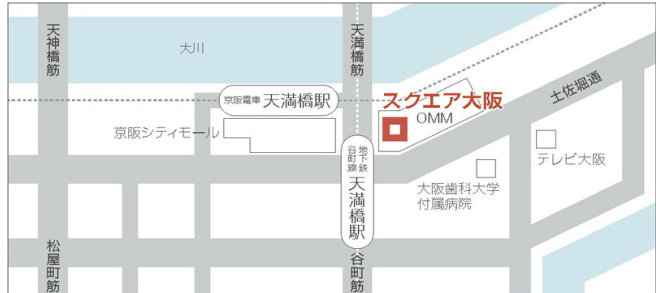 天神橋筋
大川
天満橋筋
京阪電車 天満橋駅
スクエア大阪
OMM
土佐堀通
京阪シティモール
地下鉄
谷町線
天満橋駅
テレビ大阪
大阪歯科大学
付属病院
松屋町筋
谷町筋